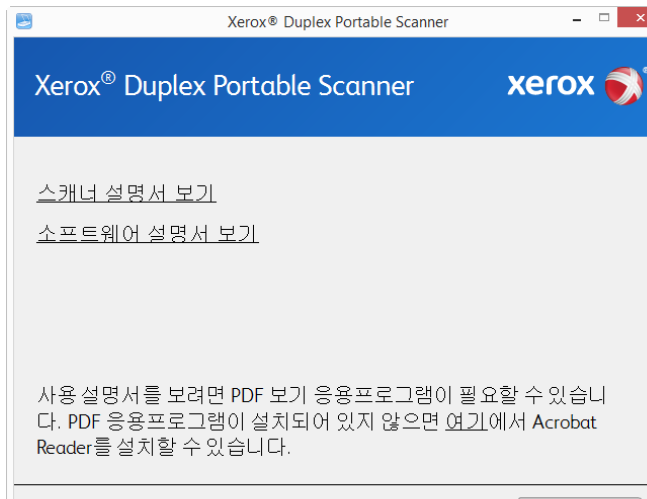 Xerox® Duplex Portable Scanner
Xerox® Duplex Portable Scanner
xerox ®
스캐너 설명서 보기
소프트웨어 설명서 보기
사용 설명서를 보려면 PDF 보기 응용프로그램이 필요할 수 있습니
다. PDF 응용프로그램이 설치되어 있지 않으면 여기에서 Acrobat
Reader를 설치할 수 있습니다.